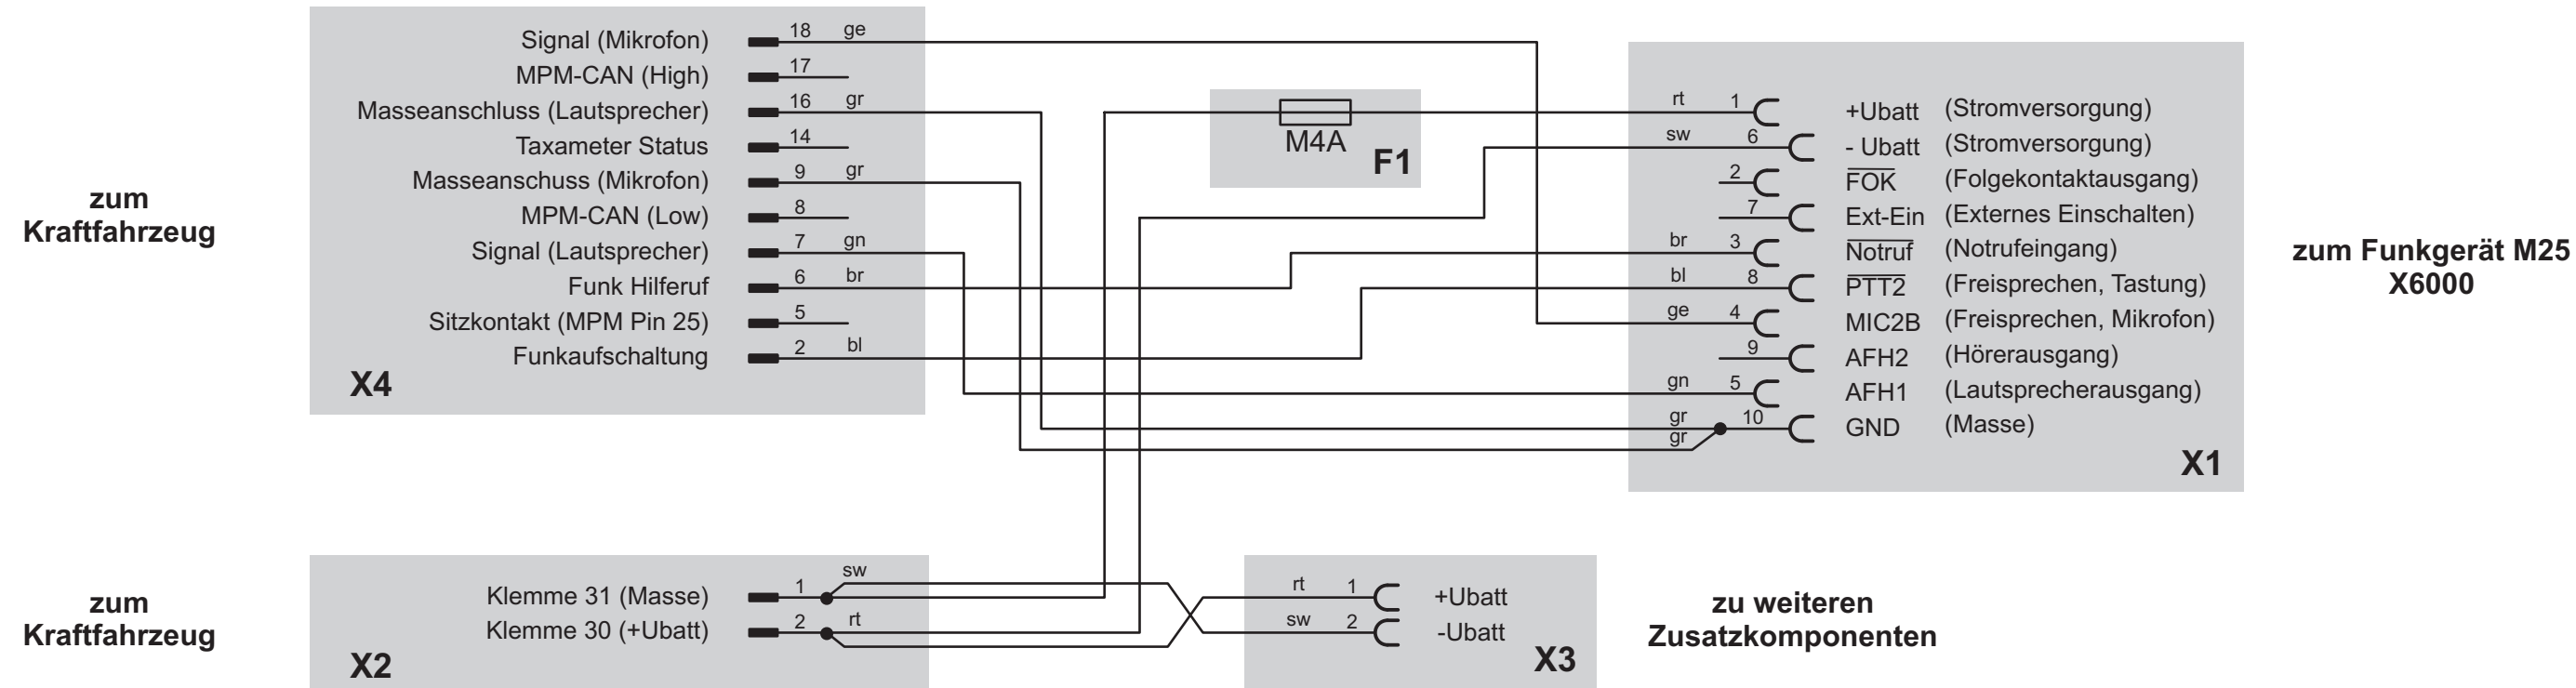 zum
Kraftfahrzeug
Signal (Mikrofon) 18 ge
MPM-CAN (High) 17
Masseanschluss (Lautsprecher) 16 gr
Taxameter Status 14
Masseanschuss (Mikrofon) 9 gr
MPM-CAN (Low) 8
Signal (Lautsprecher) 7 gn
Funk Hilferuf 6 br
Sitzkontakt (MPM Pin 25) 5
Funkaufschaltung 2 bl
X4
M4A
F1
rt 1 +Ubatt (Stromversorgung)
sw 6 - Ubatt (Stromversorgung)
2 FOK (Folgekontaktausgang)
7 Ext-Ein (Externes Einschalten)
br 3 Notruf (Notrufeingang)
bl 8 PTT2 (Freisprechen, Tastung)
ge 4 MIC2B (Freisprechen, Mikrofon)
9 AFH2 (Hörerausgang)
gn 5 AFH1 (Lautsprecherausgang)
gr 10 GND (Masse)
gr
X1
zum Funkgerät M25
X6000
zum
Kraftfahrzeug
Klemme 31 (Masse) 1 sw
Klemme 30 (+Ubatt) 2 rt
X2
rt 1 +Ubatt
sw 2 -Ubatt
X3
zu weiteren
Zusatzkomponenten